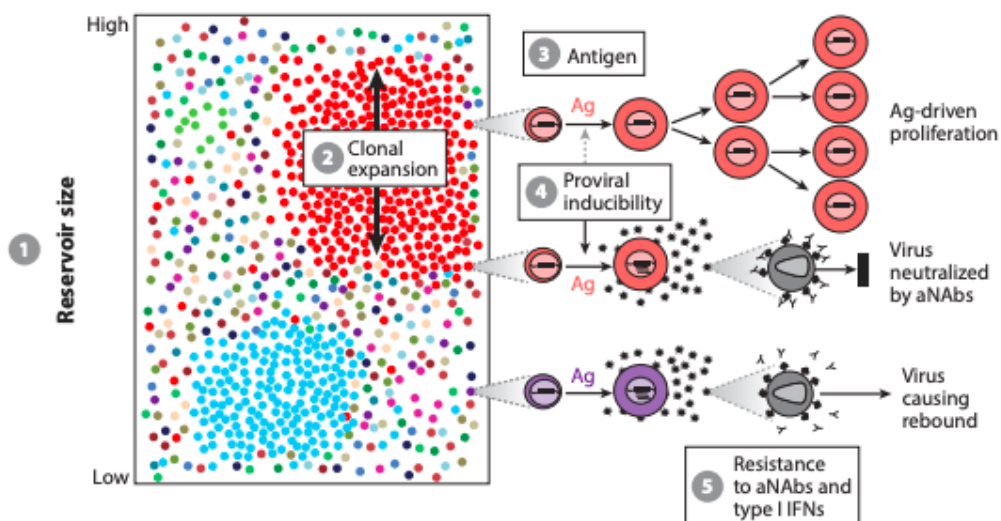 High
1
Reservoir size
Low
2 Clonal
expansion
3 Antigen
Ag
Ag-driven
proliferation
4 Proviral
inducibility
Ag
Virus
neutralized
by aNAbs
Ag
Virus
causing
rebound
5 Resistance
to aNAbs and
type I IFNs